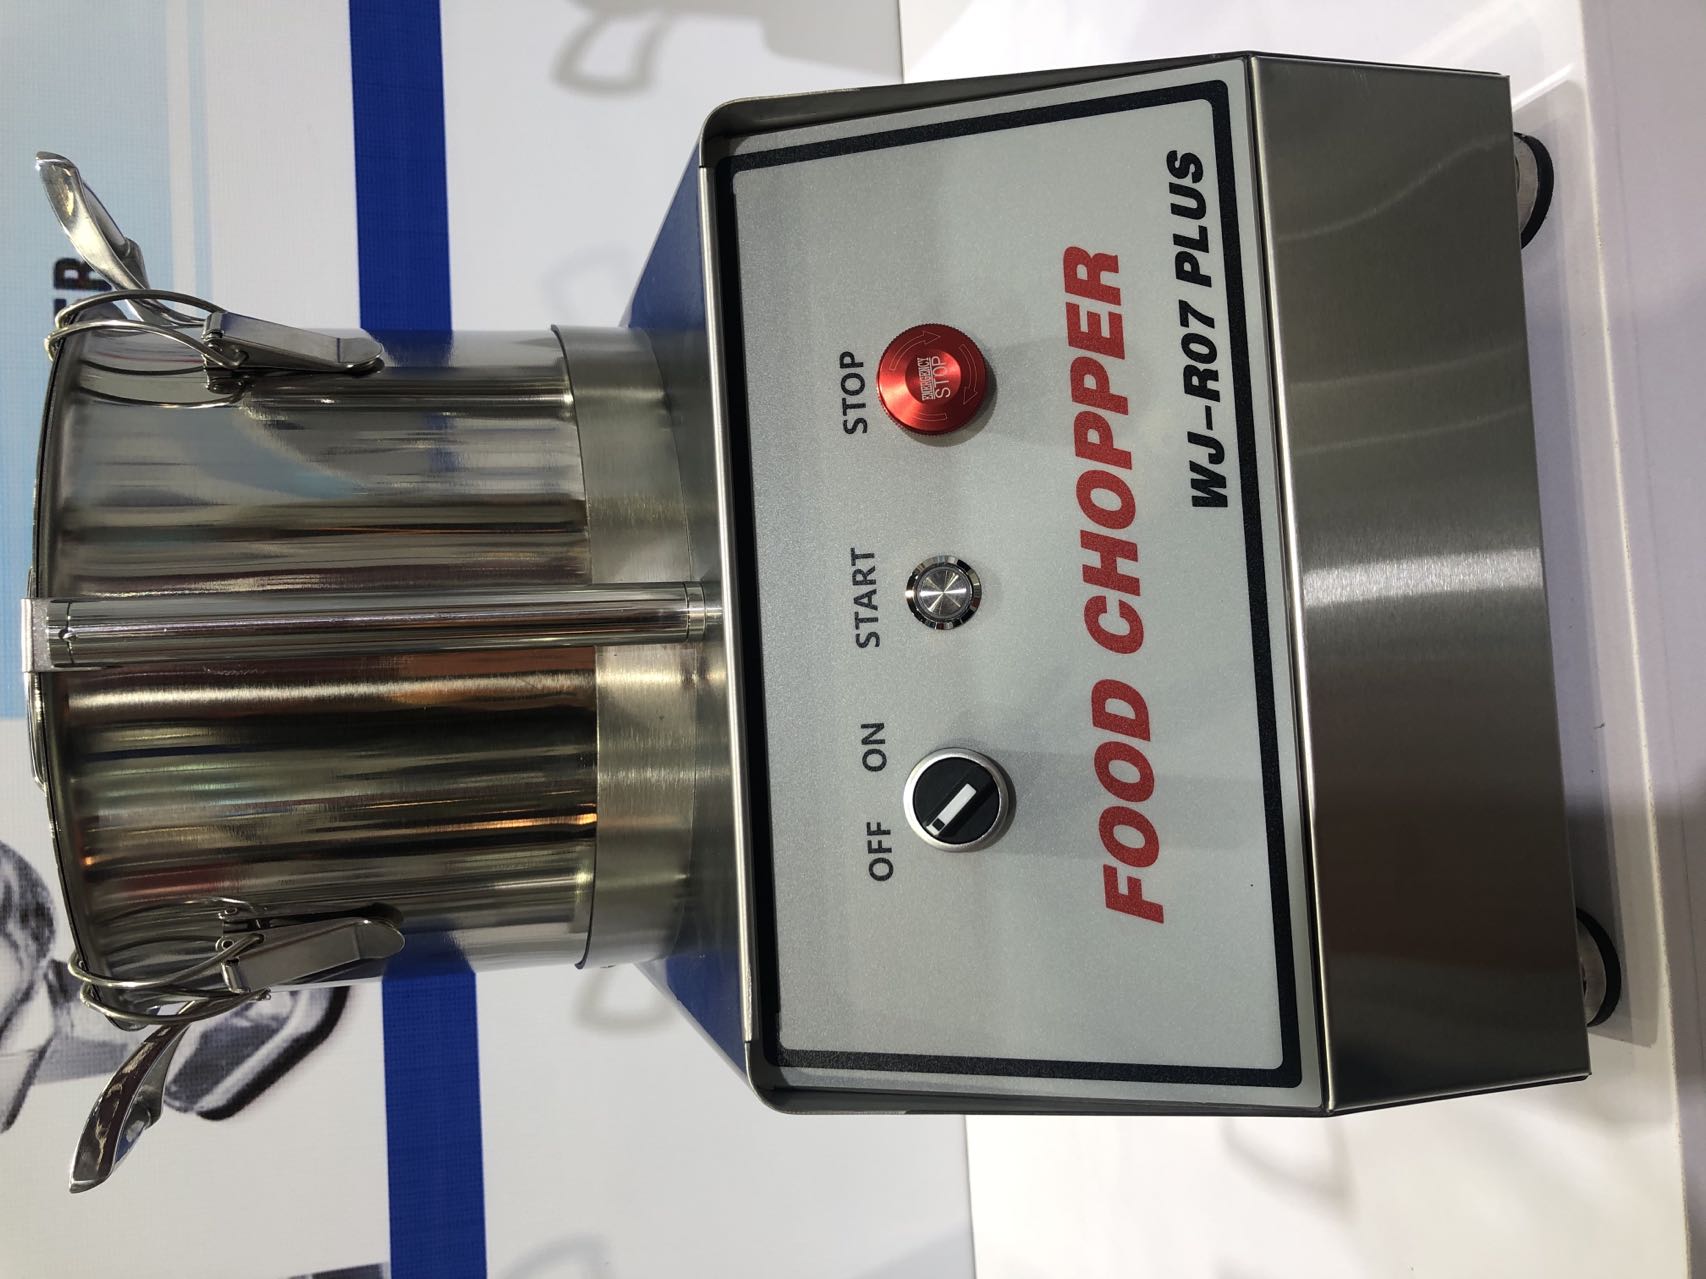 OFF ON START STOP
EMERGENCY
STOP
FOOD CHOPPER
WJ-R07 PLUS